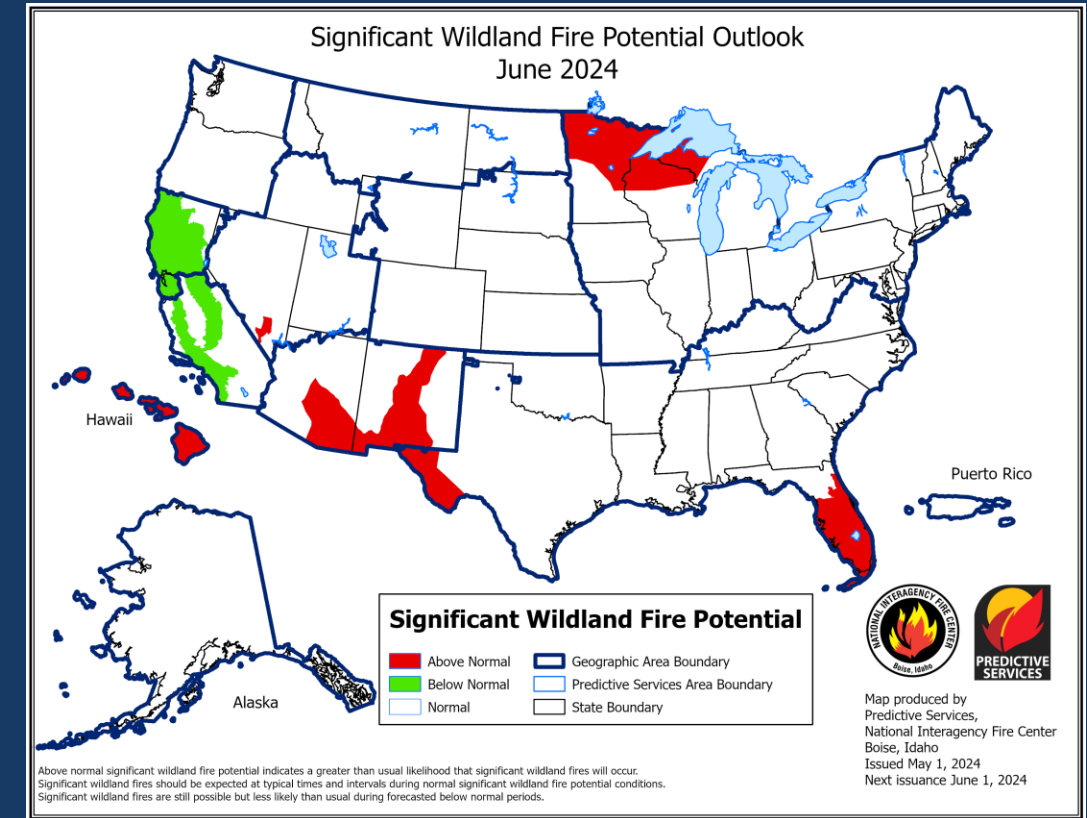 Significant Wildland Fire Potential Outlook
June 2024
Hawaii
Puerto Rico
Alaska
Significant Wildland Fire Potential
Above Normal
Below Normal
Normal
Geographic Area Boundary
Predictive Services Area Boundary
State Boundary
NATIONAL INTERAGENCY FIRE CENTER
Boise, Idaho
PREDICTIVE
SERVICES
Map produced by
Predictive Services,
National Interagency Fire Center
Boise, Idaho
Issued May 1, 2024
Next issuance June 1, 2024
Above normal significant wildland fire potential indicates a greater than usual likelihood that significant wildland fires will occur.
Significant wildland fires should be expected at typical times and intervals during normal significant wildland fire potential conditions.
Significant wildland fires are still possible but less likely than usual during forecasted below normal periods.